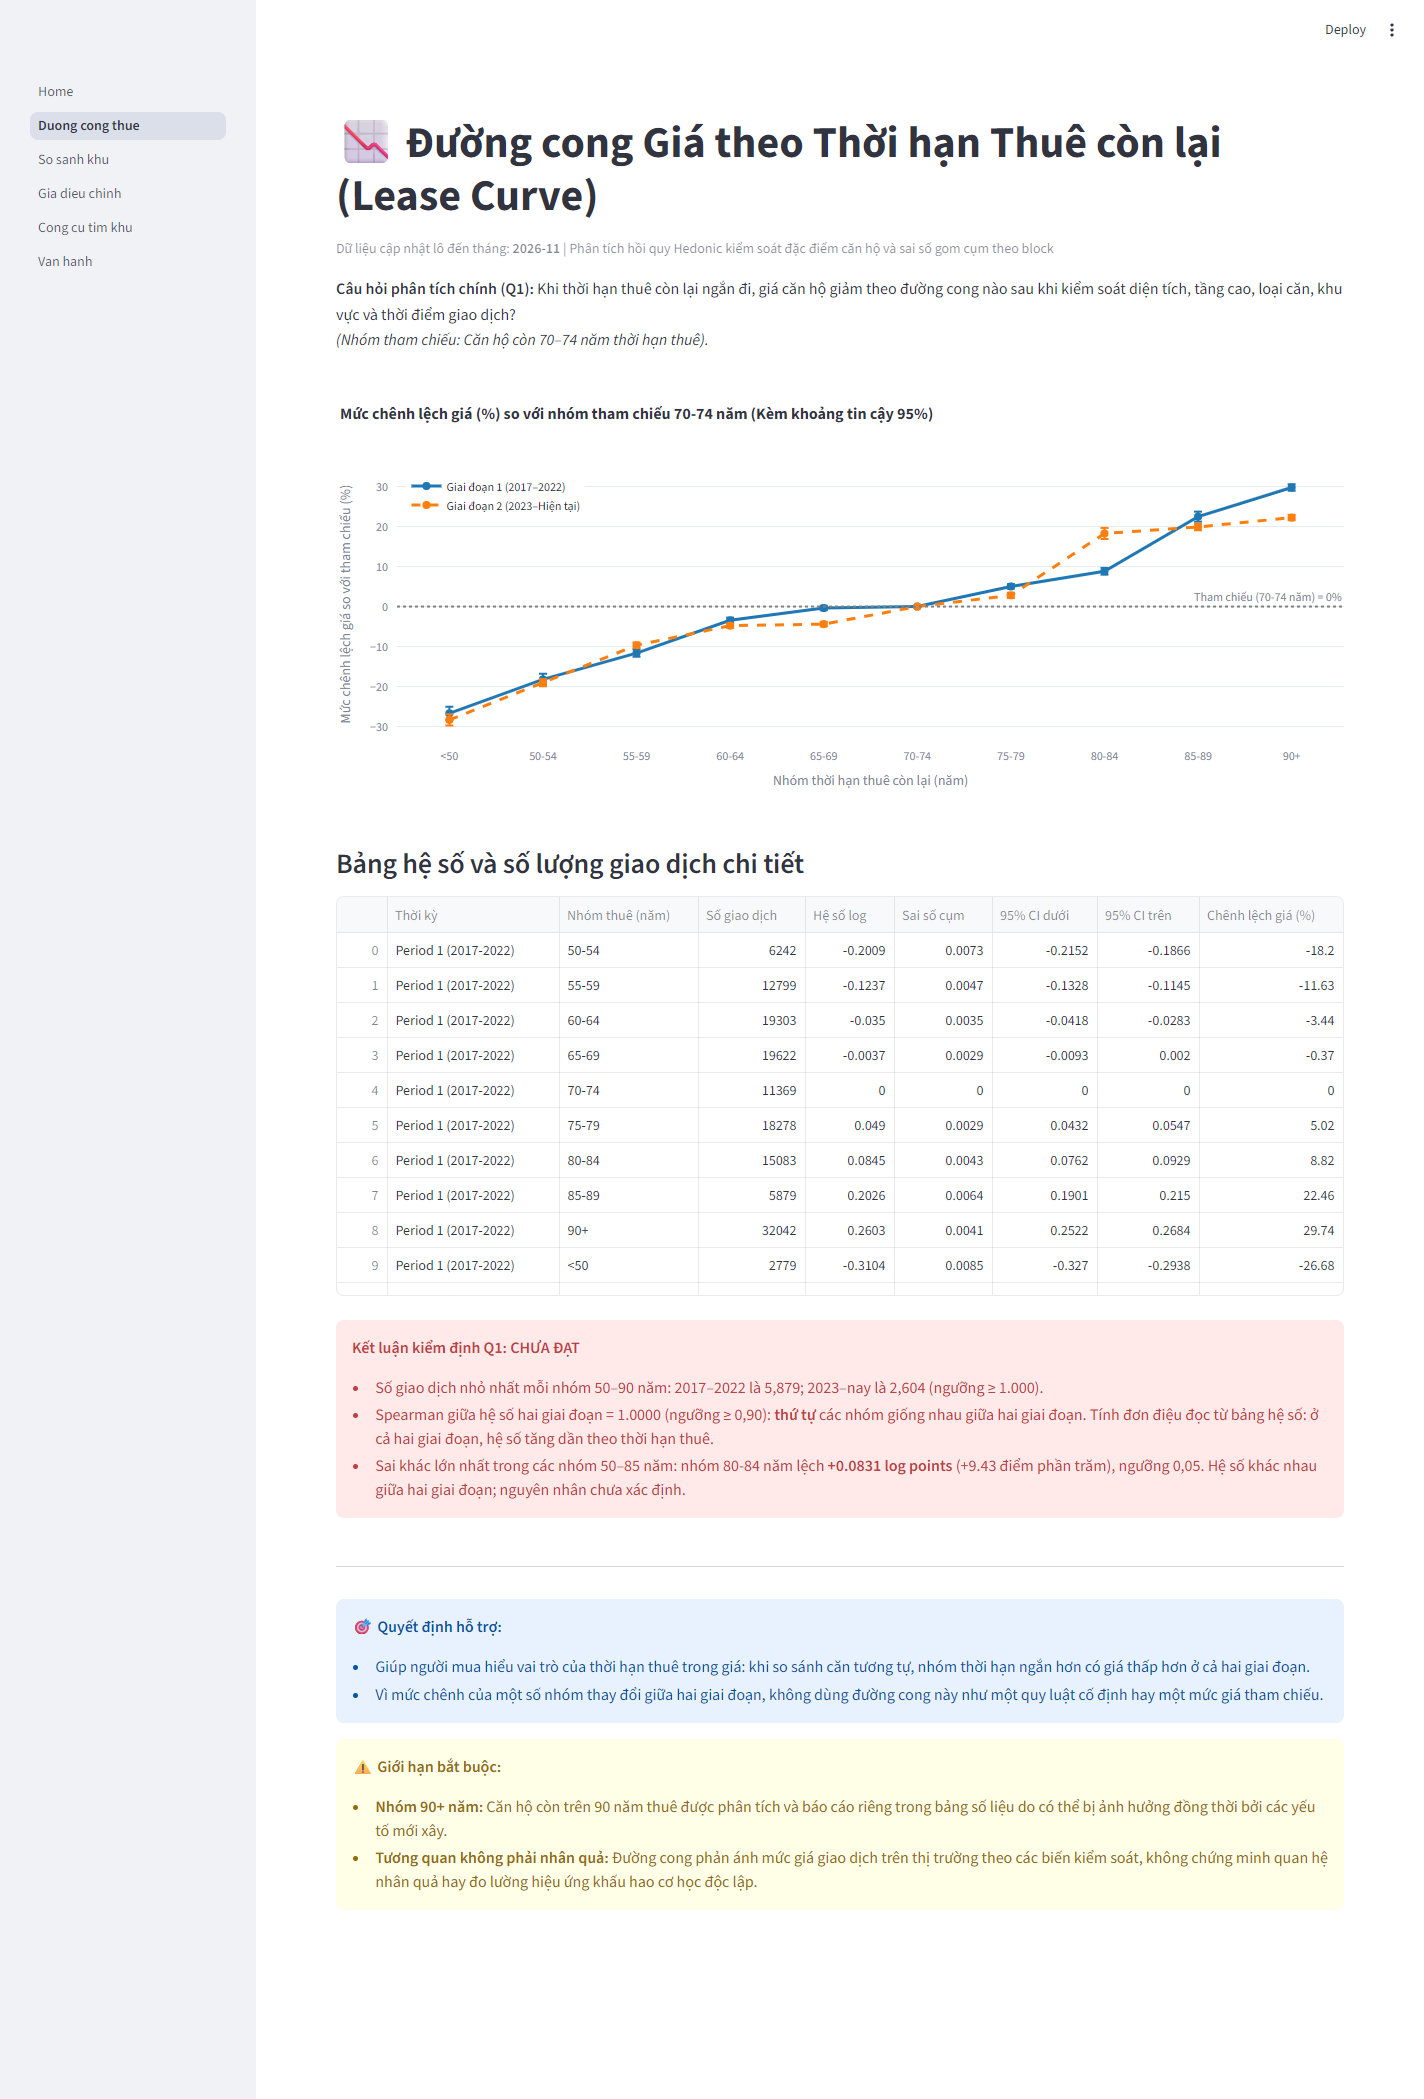 Deploy
Home
Duong cong thue
So sanh khu
Gia dieu chinh
Cong cu tim khu
Van hanh
Đường cong Giá theo Thời hạn Thuê còn lại
(Lease Curve)
Dữ liệu cập nhật lô đến tháng: 2026-11 | Phân tích hồi quy Hedonic kiểm soát đặc điểm căn hộ và sai số gom cụm theo block
Câu hỏi phân tích chính (Q1): Khi thời hạn thuê còn lại ngắn đi, giá căn hộ giảm theo đường cong nào sau khi kiểm soát diện tích, tầng cao, loại căn, khu
vực và thời điểm giao dịch?
(Nhóm tham chiếu: Căn hộ còn 70–74 năm thời hạn thuê).
Mức chênh lệch giá (%) so với nhóm tham chiếu 70-74 năm (Kèm khoảng tin cậy 95%)
Mức chênh lệch giá so với tham chiếu (%)
30
20
10
0
−10
−20
−30
Giai đoạn 1 (2017–2022)
Giai đoạn 2 (2023–Hiện tại)
Tham chiếu (70-74 năm) = 0%
<50 50-54 55-59 60-64 65-69 70-74 75-79 80-84 85-89 90+
Nhóm thời hạn thuê còn lại (năm)
Bảng hệ số và số lượng giao dịch chi tiết
Thời kỳ Nhóm thuê (năm) Số giao dịch Hệ số log Sai số cụm 95% CI dưới 95% CI trên Chênh lệch giá (%)
0 Period 1 (2017-2022) 50-54 6242 -0.2009 0.0073 -0.2152 -0.1866 -18.2
1 Period 1 (2017-2022) 55-59 12799 -0.1237 0.0047 -0.1328 -0.1145 -11.63
2 Period 1 (2017-2022) 60-64 19303 -0.035 0.0035 -0.0418 -0.0283 -3.44
3 Period 1 (2017-2022) 65-69 19622 -0.0037 0.0029 -0.0093 0.002 -0.37
4 Period 1 (2017-2022) 70-74 11369 0 0 0 0 0
5 Period 1 (2017-2022) 75-79 18278 0.049 0.0029 0.0432 0.0547 5.02
6 Period 1 (2017-2022) 80-84 15083 0.0845 0.0043 0.0762 0.0929 8.82
7 Period 1 (2017-2022) 85-89 5879 0.2026 0.0064 0.1901 0.215 22.46
8 Period 1 (2017-2022) 90+ 32042 0.2603 0.0041 0.2522 0.2684 29.74
9 Period 1 (2017-2022) <50 2779 -0.3104 0.0085 -0.327 -0.2938 -26.68
Kết luận kiểm định Q1: CHƯA ĐẠT
• Số giao dịch nhỏ nhất mỗi nhóm 50–90 năm: 2017–2022 là 5,879; 2023–nay là 2,604 (ngưỡng ≥ 1.000).
• Spearman giữa hệ số hai giai đoạn = 1.0000 (ngưỡng ≥ 0,90): thứ tự các nhóm giống nhau giữa hai giai đoạn. Tính đơn điệu đọc từ bảng hệ số: ở
cả hai giai đoạn, hệ số tăng dần theo thời hạn thuê.
• Sai khác lớn nhất trong các nhóm 50–85 năm: nhóm 80-84 năm lệch +0.0831 log points (+9.43 điểm phần trăm), ngưỡng 0,05. Hệ số khác nhau
giữa hai giai đoạn; nguyên nhân chưa xác định.
Quyết định hỗ trợ:
• Giúp người mua hiểu vai trò của thời hạn thuê trong giá: khi so sánh căn tương tự, nhóm thời hạn ngắn hơn có giá thấp hơn ở cả hai giai đoạn.
• Vì mức chênh của một số nhóm thay đổi giữa hai giai đoạn, không dùng đường cong này như một quy luật cố định hay một mức giá tham chiếu.
Giới hạn bắt buộc:
• Nhóm 90+ năm: Căn hộ còn trên 90 năm thuê được phân tích và báo cáo riêng trong bảng số liệu do có thể bị ảnh hưởng đồng thời bởi các yếu
tố mới xây.
• Tương quan không phải nhân quả: Đường cong phản ánh mức giá giao dịch trên thị trường theo các biến kiểm soát, không chứng minh quan hệ
nhân quả hay đo lường hiệu ứng khấu hao cơ học độc lập.